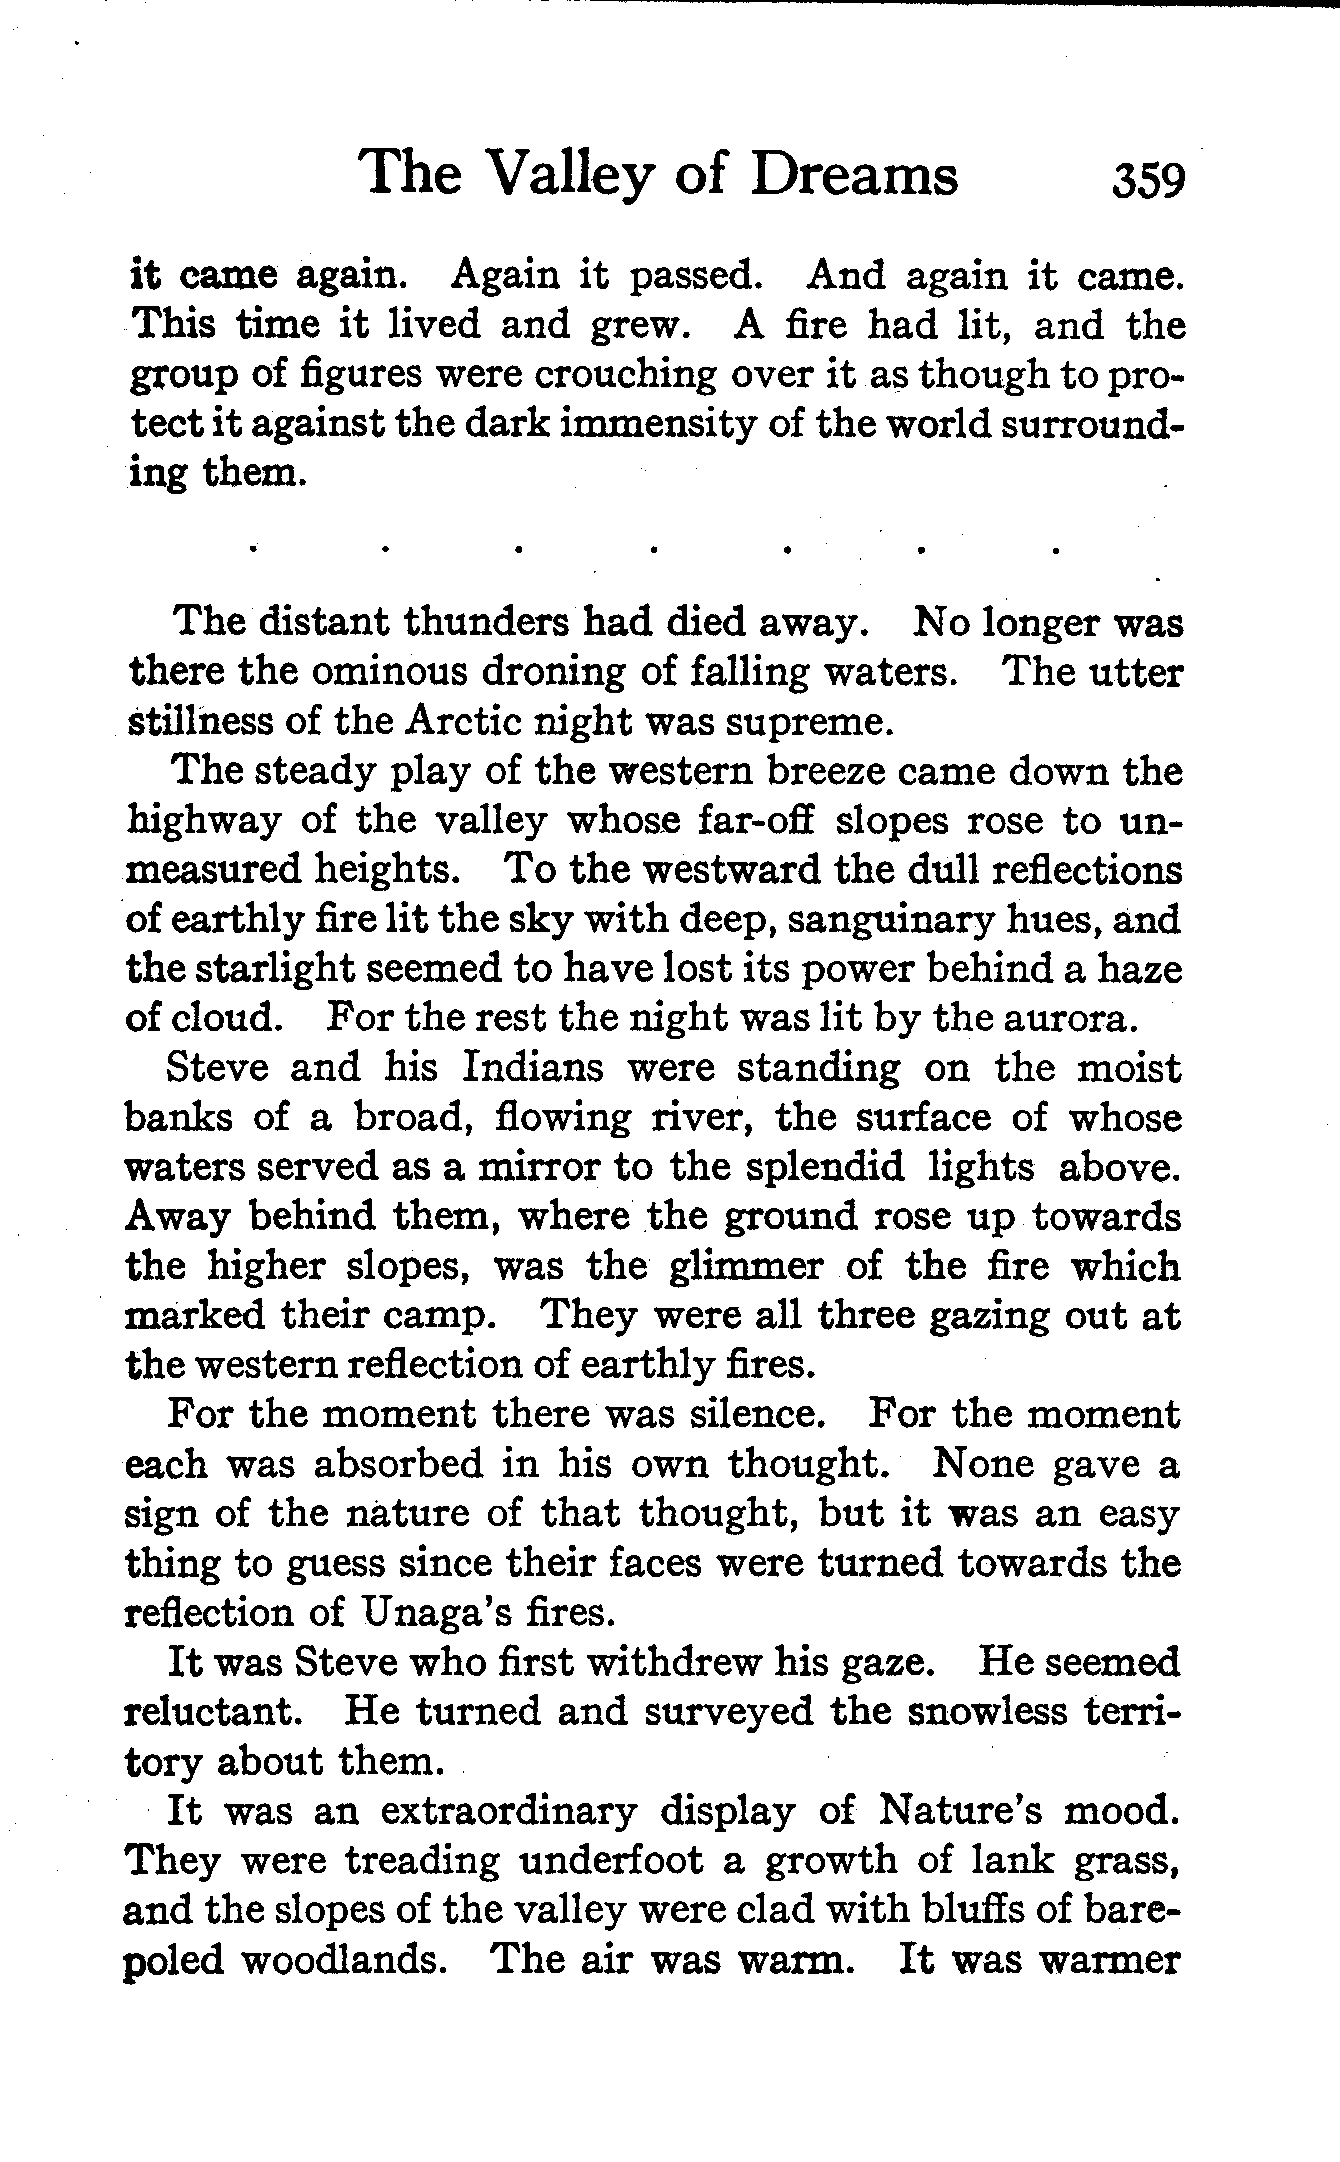 The Valley of Dreams 359
it came again. Again it passed. And again it came.
This time it lived and grew. A fire had lit, and the
group of figures were crouching over it as though to pro-
tect it against the dark immensity of the world surround-
ing them.
. . . . . . .
The distant thunders had died away. No longer was
there the ominous droning of falling waters. The utter
stillness of the Arctic night was supreme.
The steady play of the western breeze came down the
highway of the valley whose far-off slopes rose to un-
measured heights. To the westward the dull reflections
of earthly fire lit the sky with deep, sanguinary hues, and
the starlight seemed to have lost its power behind a haze
of cloud. For the rest the night was lit by the aurora.
Steve and his Indians were standing on the moist
banks of a broad, flowing river, the surface of whose
waters served as a mirror to the splendid lights above.
Away behind them, where the ground rose up towards
the higher slopes, was the glimmer of the fire which
marked their camp. They were all three gazing out at
the western reflection of earthly fires.
For the moment there was silence. For the moment
each was absorbed in his own thought. None gave a
sign of the nature of that thought, but it was an easy
thing to guess since their faces were turned towards the
reflection of Unaga's fires.
It was Steve who first withdrew his gaze. He seemed
reluctant. He turned and surveyed the snowless terri-
tory about them.
It was an extraordinary display of Nature's mood.
They were treading underfoot a growth of lank grass,
and the slopes of the valley were clad with bluffs of bare-
poled woodlands. The air was warm. It was warmer